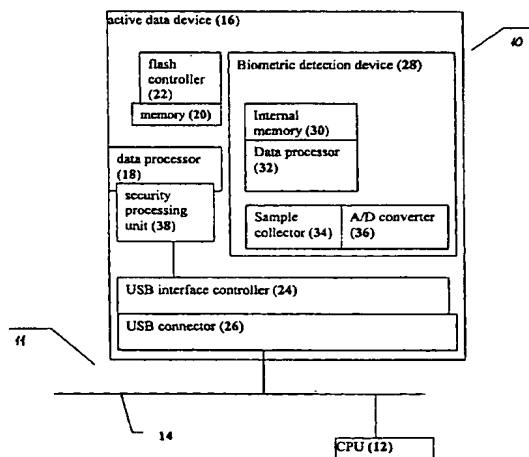 active data device (16)
10
flash
controller
(22)
memory (20)
Biometric detection device (28)
Internal
memory (30)
Data processor
(32)
data processor
(18)
security
processing
unit (38)
Sample
collector (34)
A/D converter
(36)
USB interface controller (24)
USB connector (26)
11
14
CPU (12)